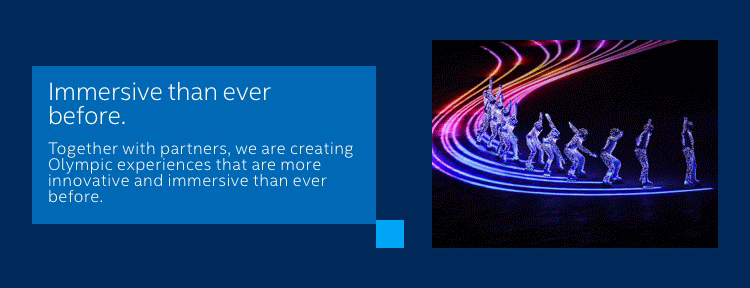 Immersive than ever
before.
Together with partners, we are creating
Olympic experiences that are more
innovative and immersive than ever
before.